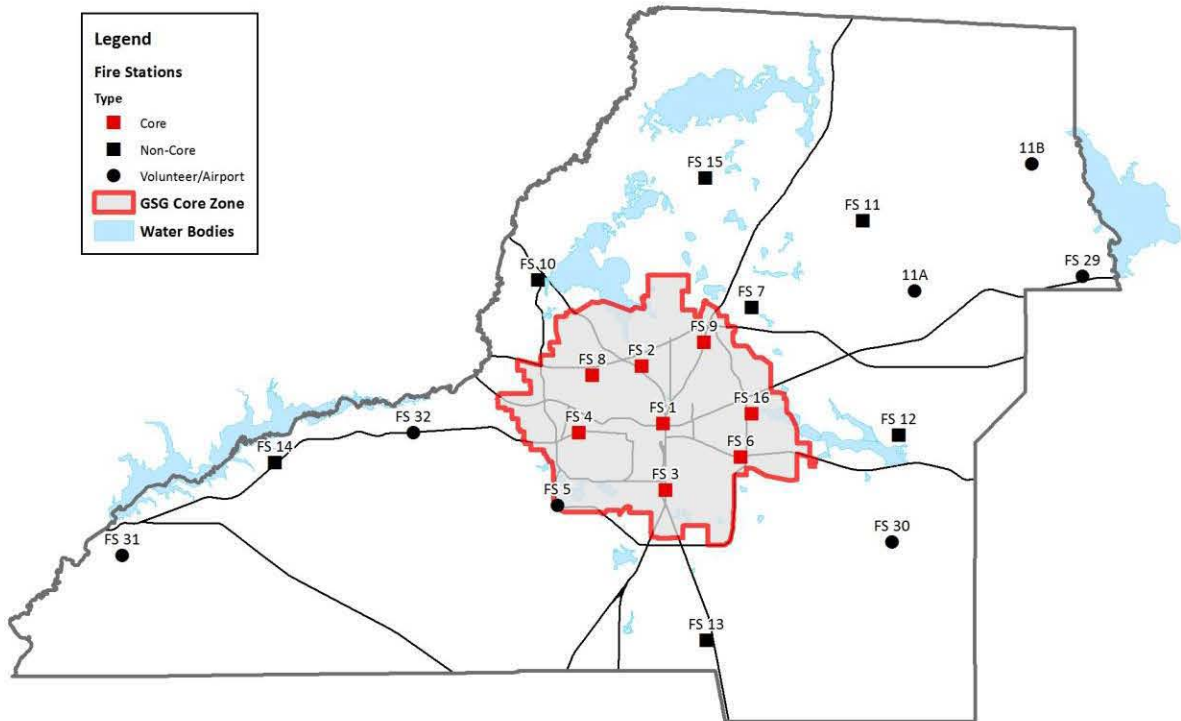 Legend
Fire Stations
Type
Core
Non-Core
Volunteer/Airport
GSG Core Zone
Water Bodies
11B
FS 15
FS 11
FS 10
FS 29
11A
FS 7
FS 9
FS 2
FS 8
FS 16
FS 1
FS 4
FS 32
FS 12
FS 14
FS 6
FS 3
FS 5
FS 30
FS 31
FS 13